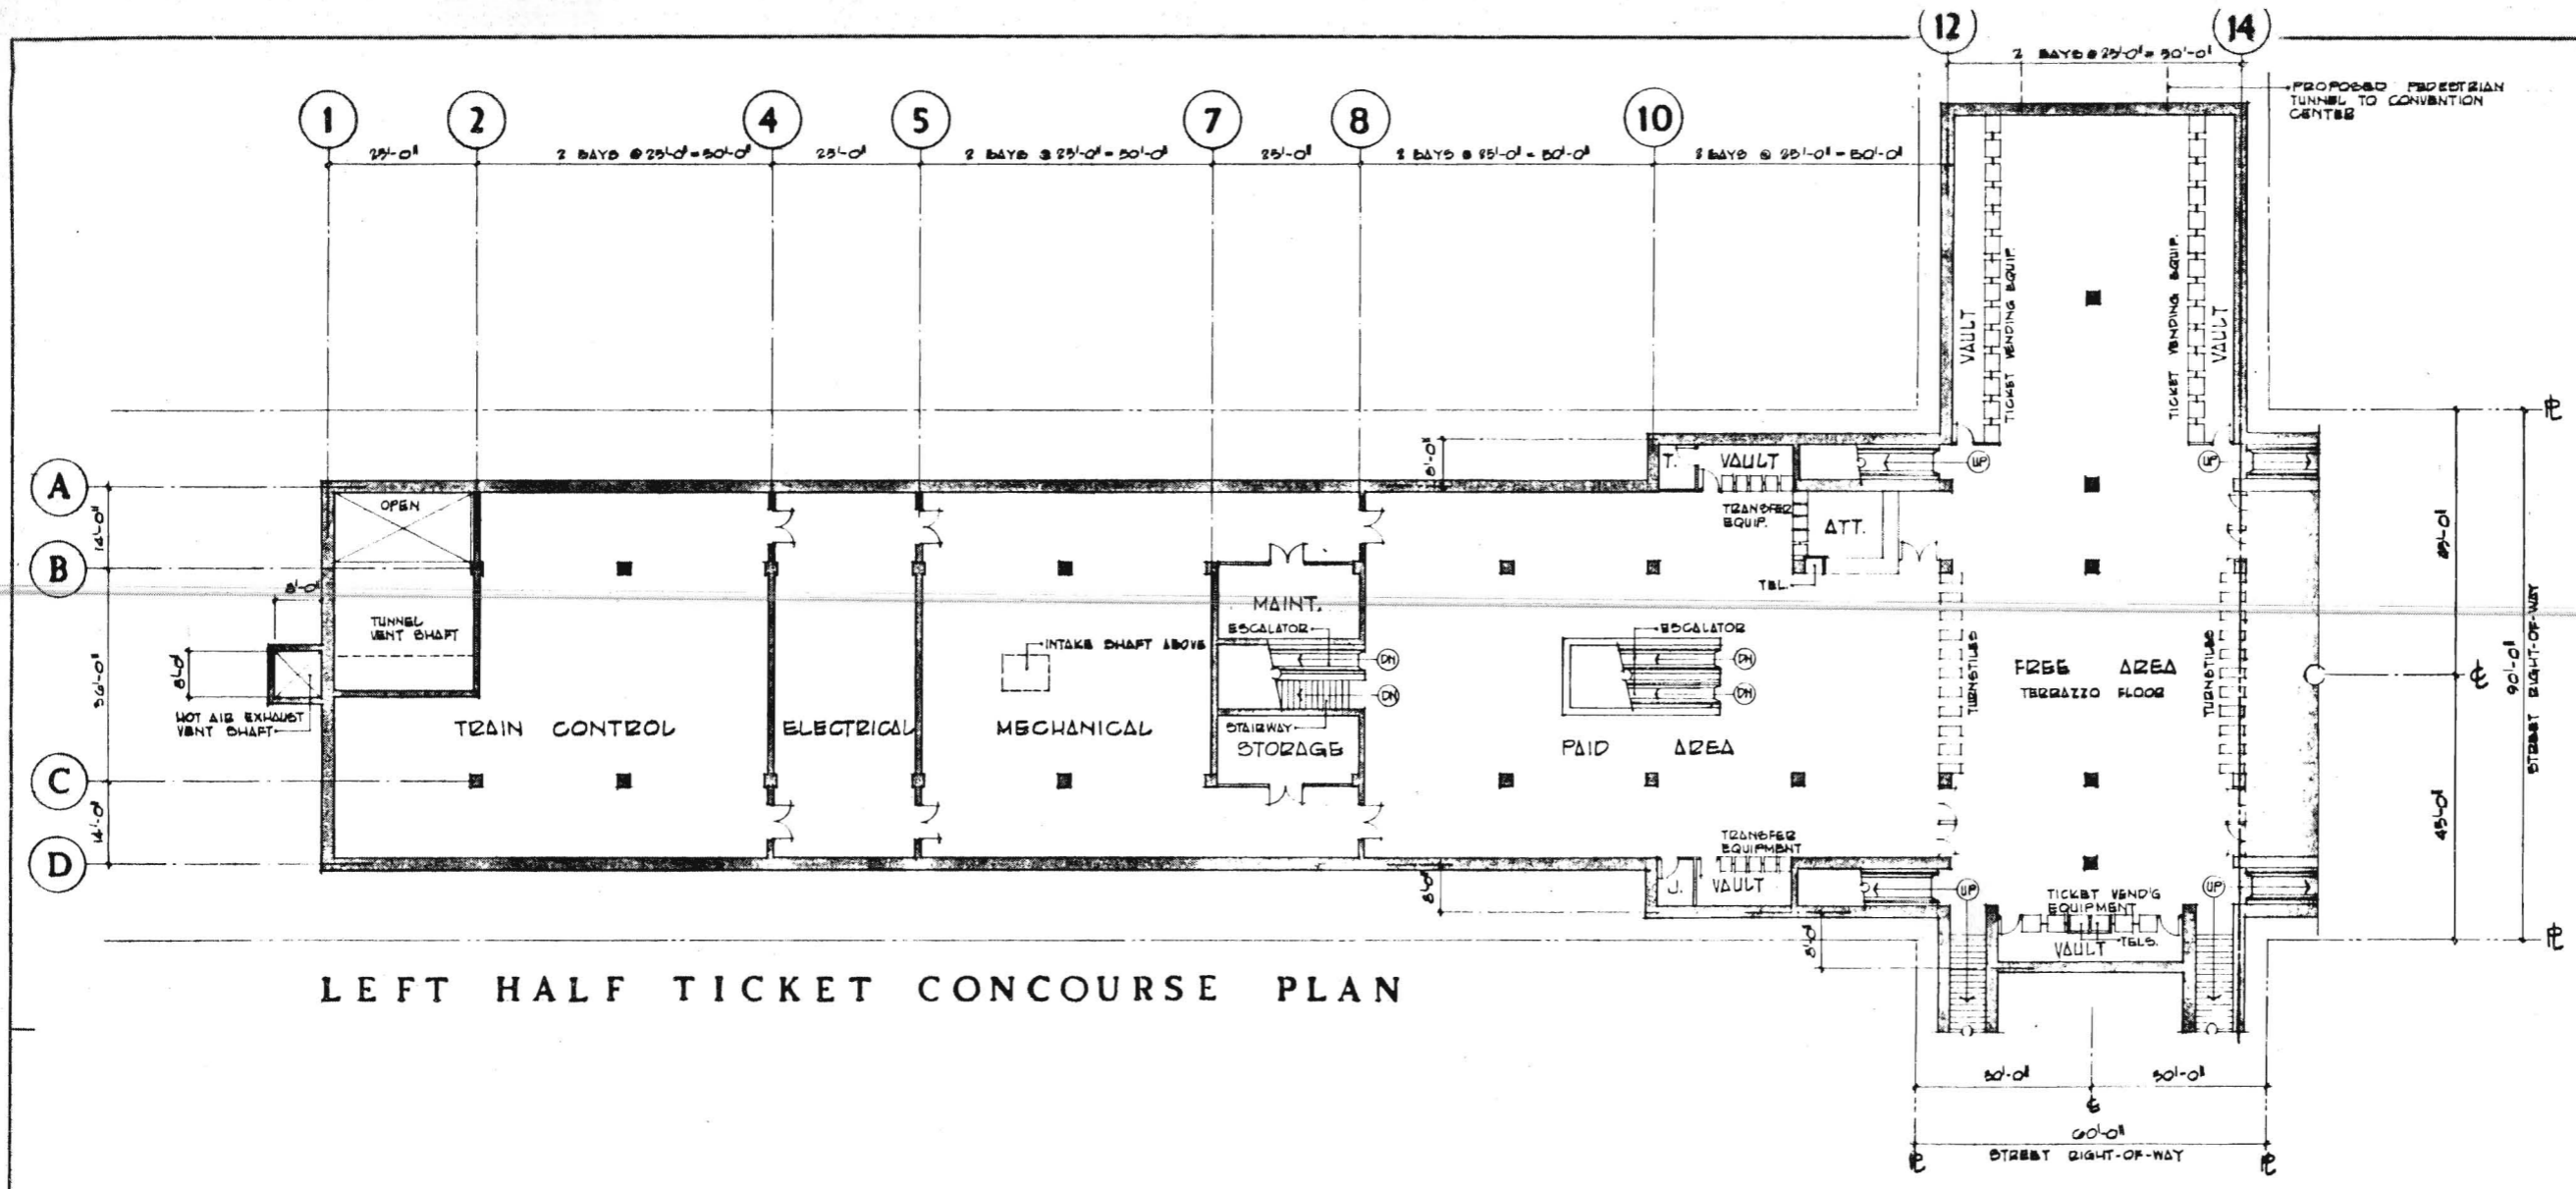 12
14
2 BAYS @ 25'-0" = 50'-0"
PROPOSED PEDESTRIAN
TUNNEL TO CONVENTION
CENTER
1
2
4
5
7
8
10
25'-0"
2 BAYS @ 25'-0" = 50'-0"
25'-0"
2 BAYS @ 25'-0" = 50'-0"
25'-0"
2 BAYS @ 25'-0" = 50'-0"
2 BAYS @ 25'-0" = 50'-0"
VAULT
TICKET VENDING EQUIP.
TICKET VENDING EQUIP.
VAULT
A
B
C
D
14'-0"
36'-0"
14'-0"
OPEN
8'-0"
TUNNEL
VENT SHAFT
8'-0"
HOT AIR EXHAUST
VENT SHAFT
TRAIN CONTROL
ELECTRICAL
INTAKE SHAFT ABOVE
MECHANICAL
MAINT.
ESCALATOR
DN
DN
STAIRWAY
STORAGE
8'-0"
T.
VAULT
UP
UP
TRANSFER
EQUIP.
ATT.
TEL.
ESCALATOR
DN
DN
PAID AREA
TURNSTILES
FREE AREA
TERRAZZO FLOOR
TURNSTILES
TRANSFER
EQUIPMENT
8'-0"
J.
VAULT
UP
UP
TICKET VEND'G
EQUIPMENT
VAULT
TELS.
8'-0"
PL
45'-0"
CL
45'-0"
90'-0"
STREET RIGHT-OF-WAY
PL
LEFT HALF TICKET CONCOURSE PLAN
30'-0"
30'-0"
CL
60'-0"
STREET RIGHT-OF-WAY
PL
PL